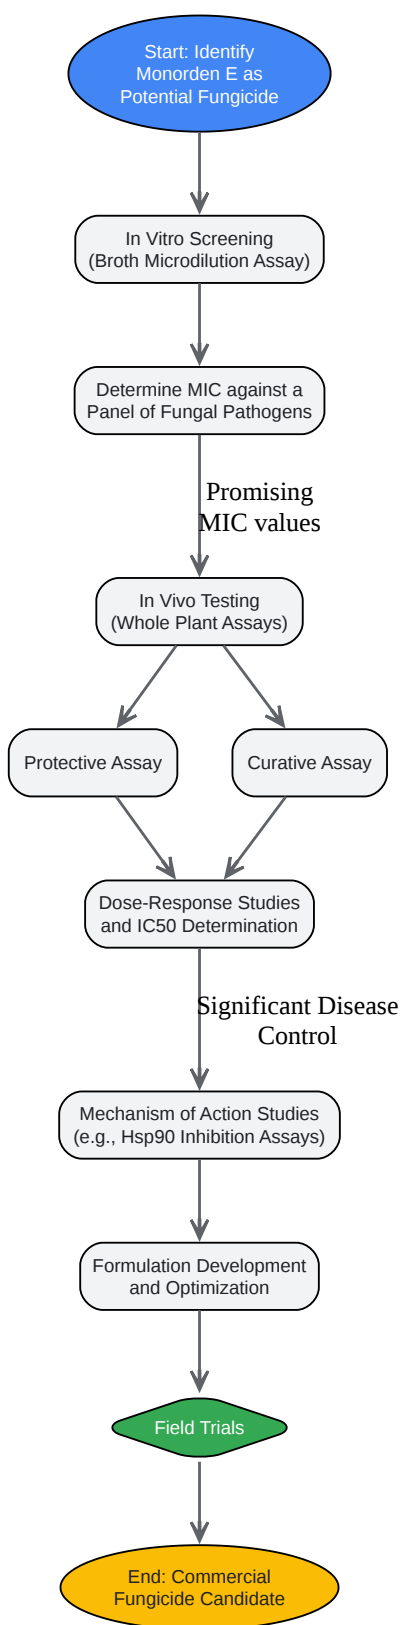 Start: Identify
Monorden E as
Potential Fungicide
In Vitro Screening
(Broth Microdilution Assay)
Determine MIC against a
Panel of Fungal Pathogens
Promising
MIC values
In Vivo Testing
(Whole Plant Assays)
Protective Assay
Curative Assay
Dose-Response Studies
and IC50 Determination
Significant Disease
Control
Mechanism of Action Studies
(e.g., Hsp90 Inhibition Assays)
Formulation Development
and Optimization
Field Trials
End: Commercial
Fungicide Candidate